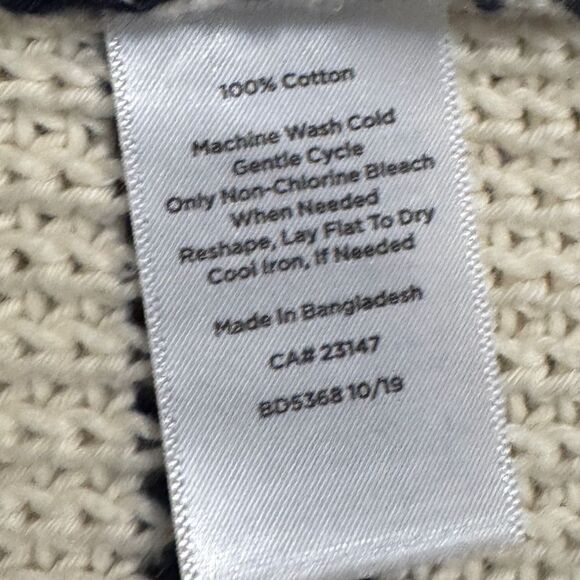 100% Cotton
Machine Wash Cold
Gentle Cycle
Only Non-Chlorine Bleach
When Needed
Reshape, Lay Flat To Dry
Cool Iron, If Needed
Made In Bangladesh
CA# 23147
BD5368 10/19